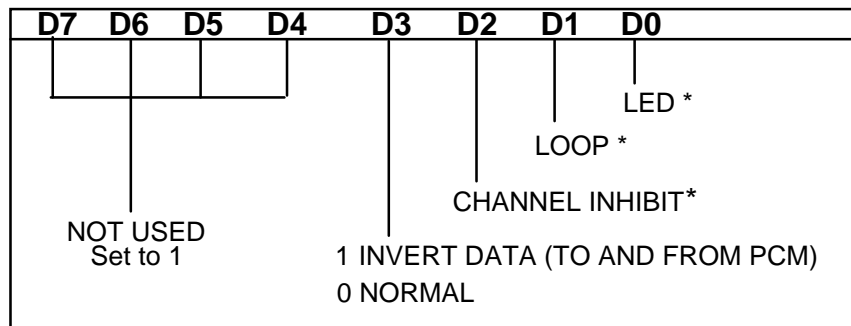 D7 D6 D5 D4 D3 D2 D1 D0
LED *
LOOP *
CHANNEL INHIBIT*
NOT USED
Set to 1
1 INVERT DATA (TO AND FROM PCM)
0 NORMAL